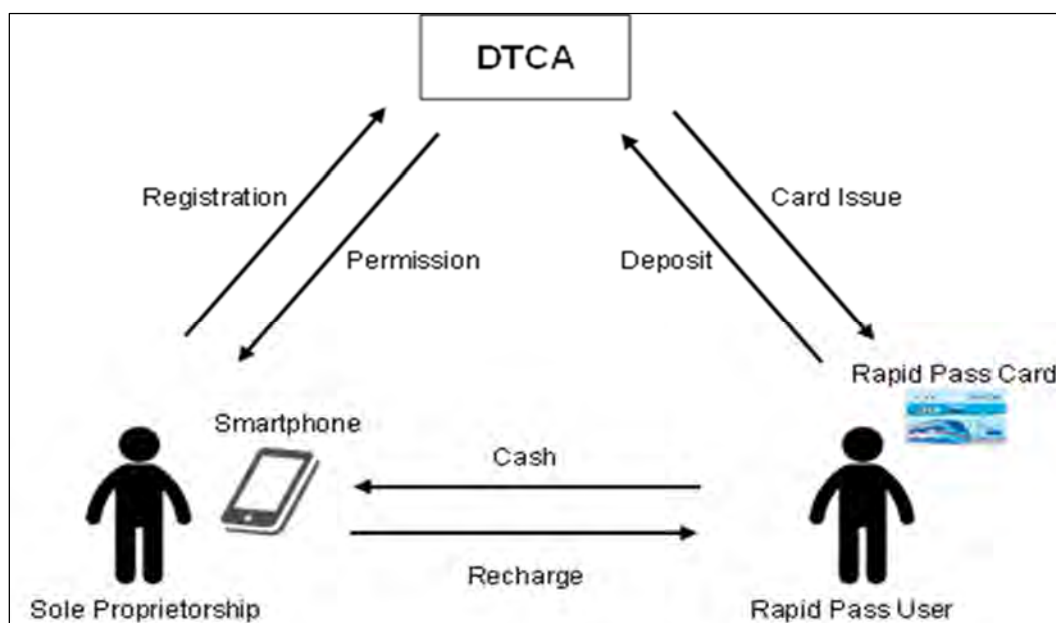 DTCA
Registration
Card Issue
Permission
Deposit
Rapid Pass Card
Smartphone
Cash
Recharge
Sole Proprietorship
Rapid Pass User